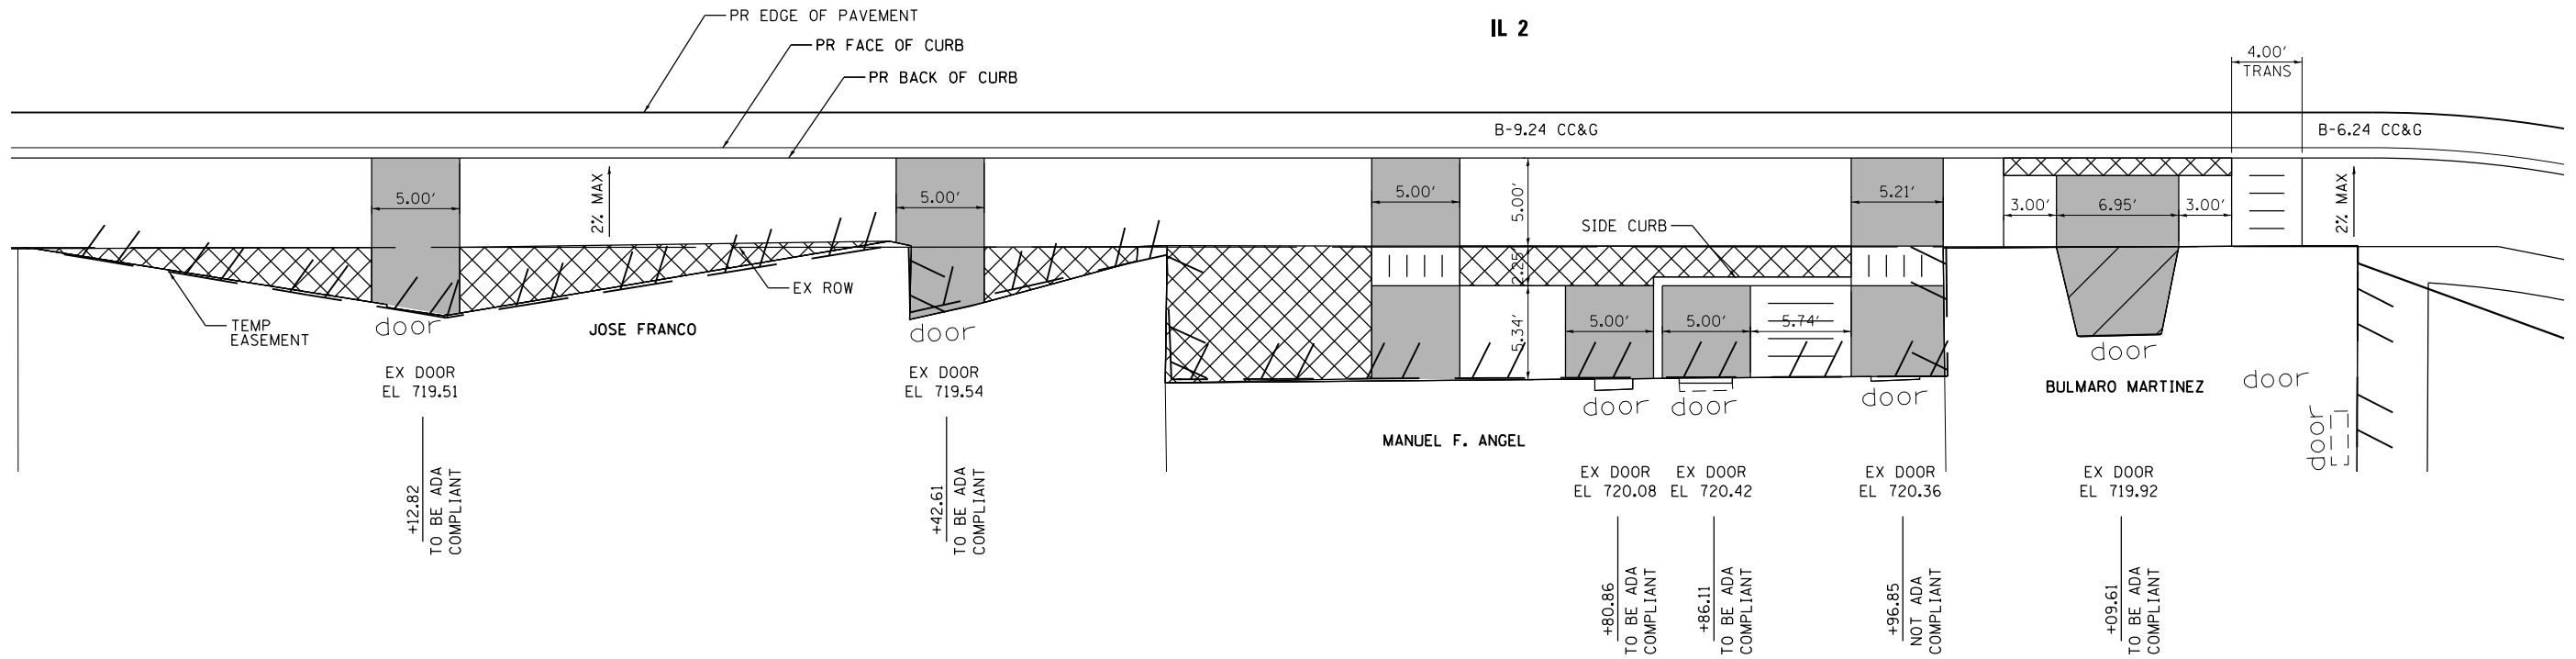 PR EDGE OF PAVEMENT
IL 2
PR FACE OF CURB
4.00'
TRANS
PR BACK OF CURB
B-9.24 CC&G
B-6.24 CC&G
5.00'
2% MAX
5.00'
5.00'
5.00'
5.21'
SIDE CURB
3.00'
6.95'
3.00'
2% MAX
2.25'
EX ROW
TEMP
EASEMENT
door
JOSE FRANCO
door
5.34'
5.00'
5.00'
5.74'
door
EX DOOR
EL 719.51
EX DOOR
EL 719.54
door
door
door
BULMARO MARTINEZ
door
door
MANUEL F. ANGEL
EX DOOR
EL 720.08
EX DOOR
EL 720.42
EX DOOR
EL 720.36
EX DOOR
EL 719.92
+12.82
TO BE ADA
COMPLIANT
+42.61
TO BE ADA
COMPLIANT
+80.86
TO BE ADA
COMPLIANT
+86.11
TO BE ADA
COMPLIANT
+96.85
NOT ADA
COMPLIANT
+09.61
TO BE ADA
COMPLIANT